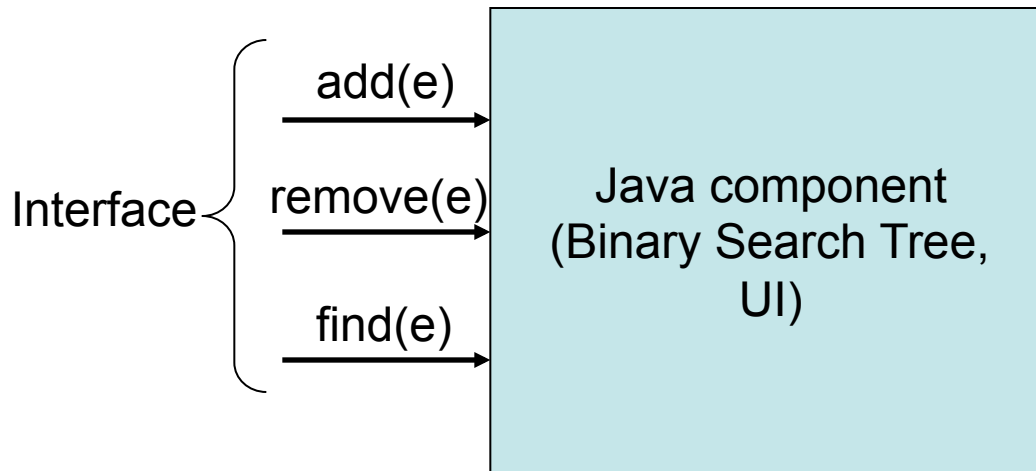 Interface
add(e)
remove(e)
find(e)
Java component
(Binary Search Tree,
UI)